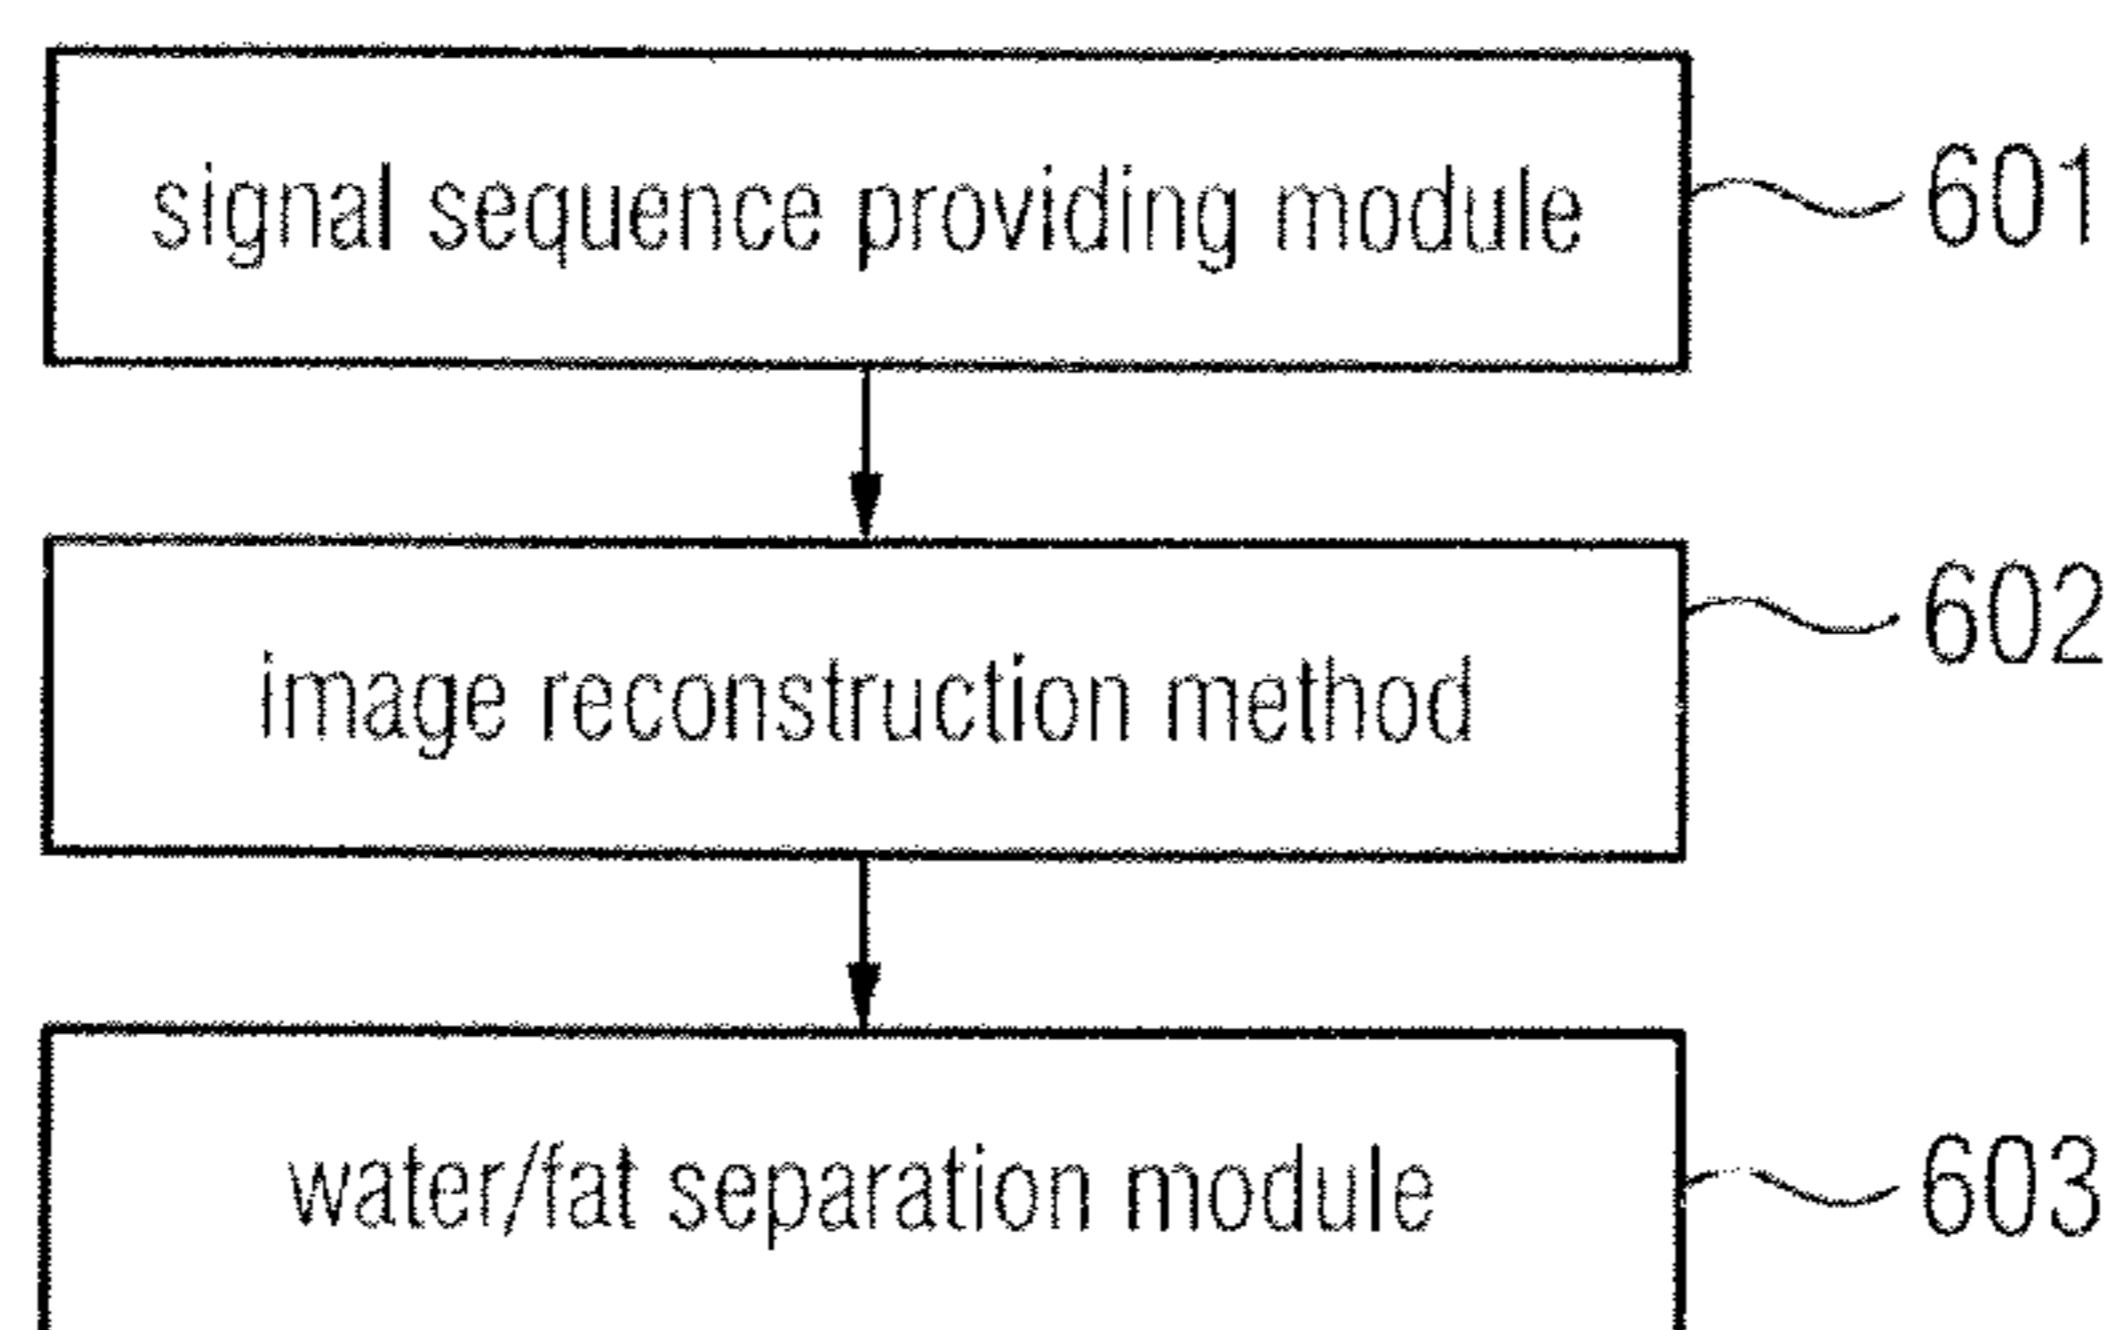 signal sequence providing module 601
image reconstruction method 602
water/fat separation module 603